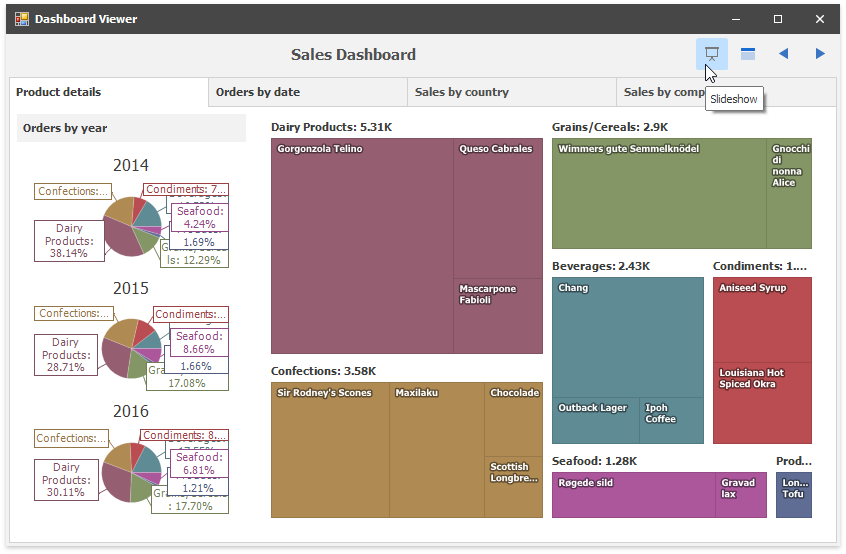 Dashboard Viewer
Sales Dashboard
Product details
Orders by date
Sales by country
Sales by comp
Slideshow
Orders by year
2014
Confections:...
Condiments: 7...
Seafood:
4.24%
Dairy
Products:
38.14%
1.69%
ls: 12.29%
2015
Confections:...
Condiments:...
Seafood:
8.66%
Dairy
Products:
28.71%
1.66%
17.08%
2016
Confections:...
Condiments: 8....
Seafood:
6.81%
Dairy
Products:
30.11%
1.21%
: 17.70%
Dairy Products: 5.31K
Gorgonzola Telino
Queso Cabrales
Mascarpone
Fabioli
Confections: 3.58K
Sir Rodney's Scones
Maxilaku
Chocolade
Scottish
Longbre...
Grains/Cereals: 2.9K
Wimmers gute Semmelknödel
Gnocchi
di
nonna
Alice
Beverages: 2.43K
Chang
Outback Lager
Ipoh
Coffee
Condiments: 1....
Aniseed Syrup
Louisiana Hot
Spiced Okra
Seafood: 1.28K
Røgede sild
Gravad
lax
Prod...
Lon...
Tofu